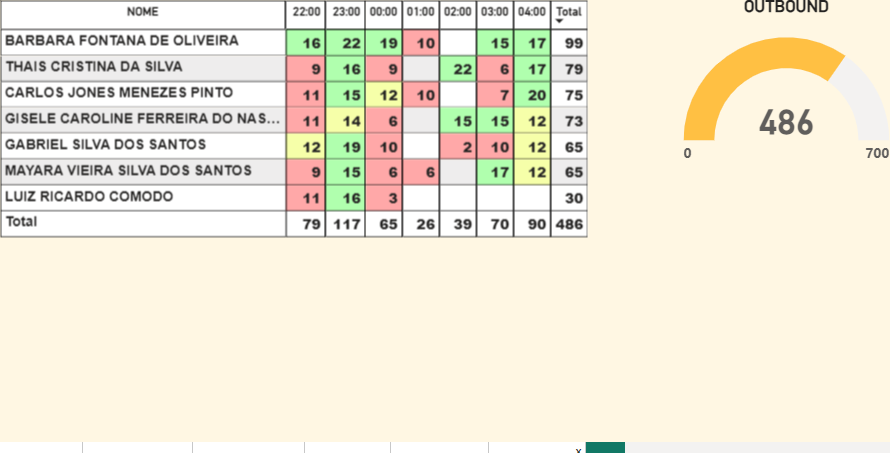 NOME 22:00 23:00 00:00 01:00 02:00 03:00 04:00 Total
BARBARA FONTANA DE OLIVEIRA 16 22 19 10 15 17 99
THAIS CRISTINA DA SILVA 9 16 9 22 6 17 79
CARLOS JONES MENEZES PINTO 11 15 12 10 7 20 75
GISELE CAROLINE FERREIRA DO NAS... 11 14 6 15 15 12 73
GABRIEL SILVA DOS SANTOS 12 19 10 2 10 12 65
MAYARA VIEIRA SILVA DOS SANTOS 9 15 6 6 17 12 65
LUIZ RICARDO COMODO 11 16 3 30
Total 79 117 65 26 39 70 90 486
OUTBOUND
486
0 700
x